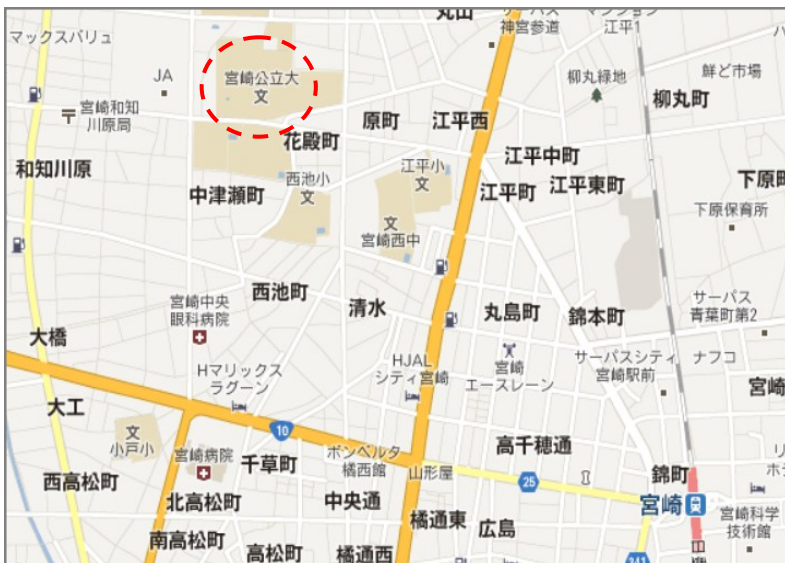 丸山
サーパス
神宮参道
マンション
江平1
マックスバリュ
JA
宮崎公立大
文
柳丸緑地
鮮ど市場
柳丸町
宮崎和知
川原局
原町
江平西
花殿町
和知川原
江平小
文
江平中町
西池小
文
中津瀬町
江平町
江平東町
下原町
下原保育所
文
宮崎西中
西池町
宮崎中央
眼科病院
清水
丸島町
錦本町
サーパス
青葉町第2
大橋
Hマリックス
ラグーン
HJAL
シティ宮崎
宮崎
エースレーン
サーパスシティ
宮崎駅前
ナフコ
宮崎
大工
文
小戸小
10
宮崎病院
千草町
ボンベルタ
橘西館
山形屋
高千穂通
西高松町
25
錦町
北高松町
中央通
橘通東
広島
宮崎
宮崎科学
技術館
南高松町
高松町
橘通西
341